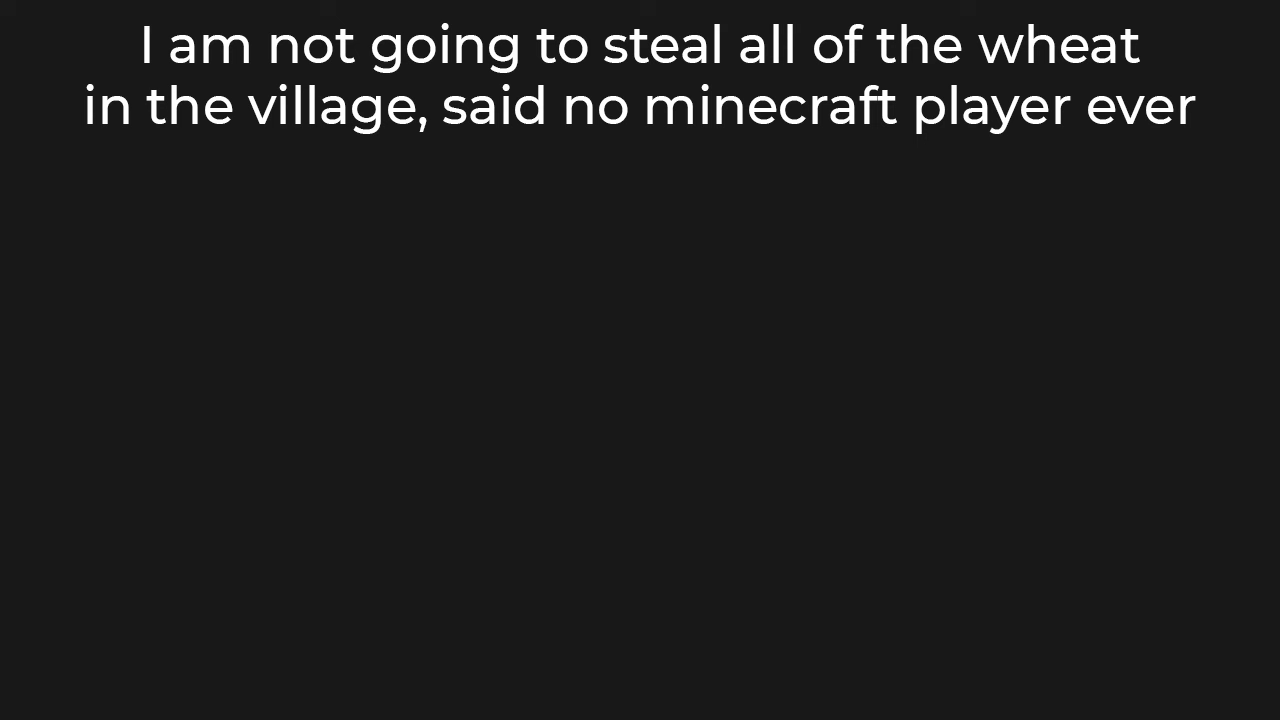 I am not going to steal all of the wheat
in the village, said no minecraft player ever